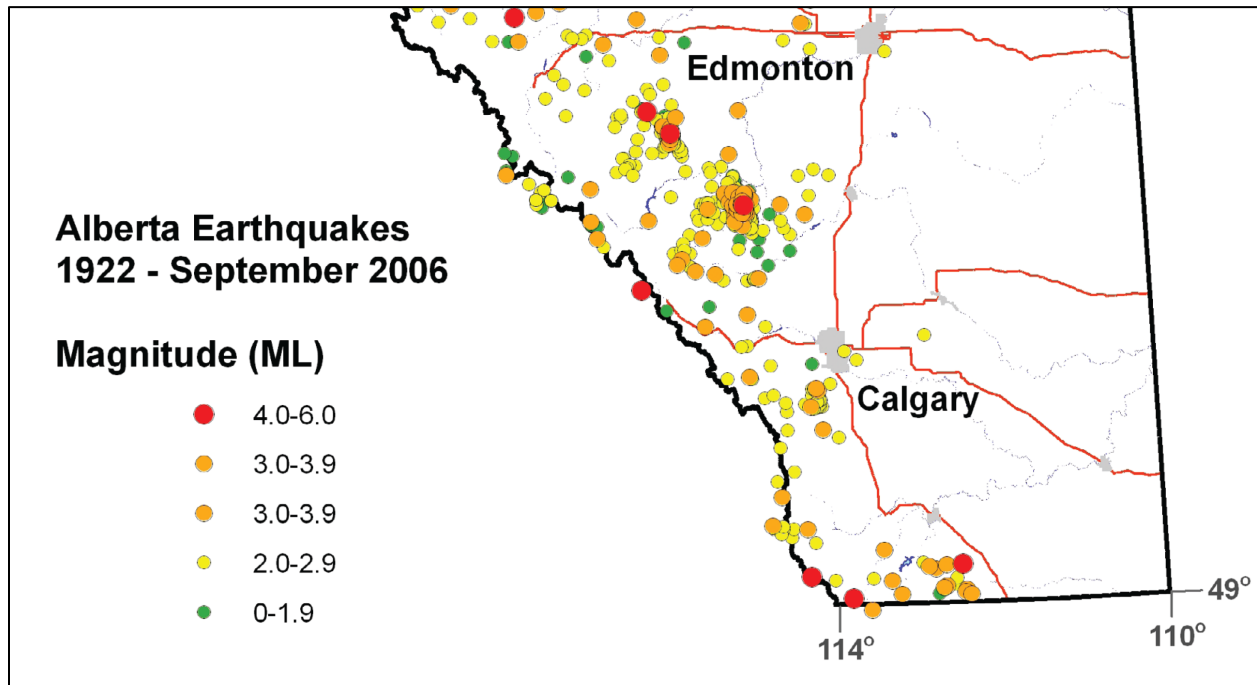 Edmonton
Alberta Earthquakes
1922 - September 2006
Magnitude (ML)
4.0-6.0
3.0-3.9
3.0-3.9
2.0-2.9
0-1.9
Calgary
49°
114°
110°